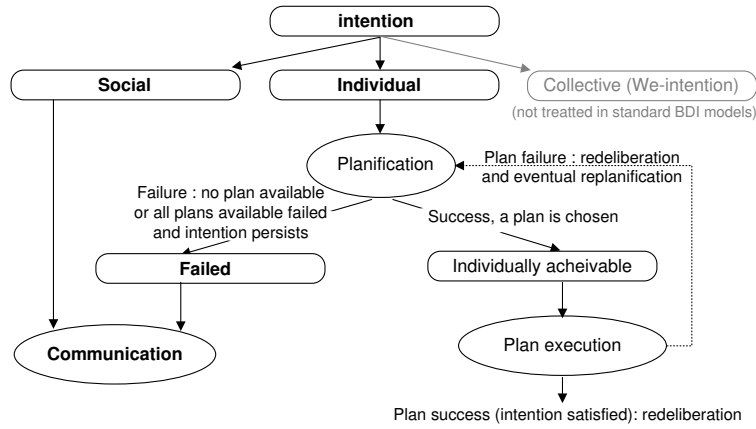 intention
Social
Individual
Collective (We-intention)
(not treatted in standard BDI models)
Planification
Plan failure : redeliberation
and eventual replanification
Failure : no plan available
or all plans available failed
and intention persists
Success, a plan is chosen
Failed
Individually acheivable
Communication
Plan execution
Plan success (intention satisfied): redeliberation